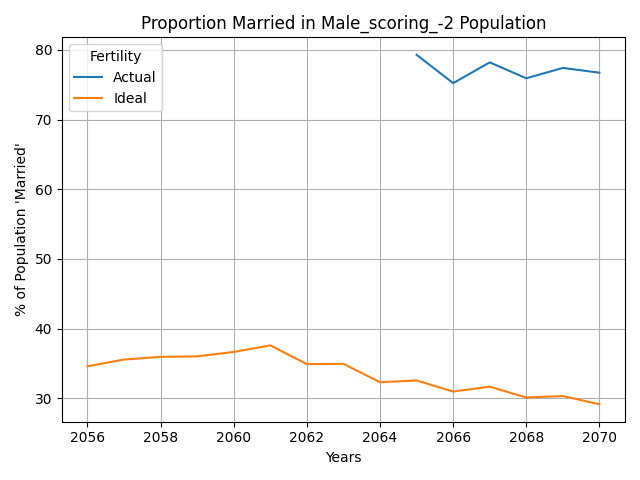 Proportion Married in Male_scoring_-2 Population
Fertility
Actual
Ideal
% of Population 'Married'
80
70
60
50
40
30
2056 2058 2060 2062 2064 2066 2068 2070
Years